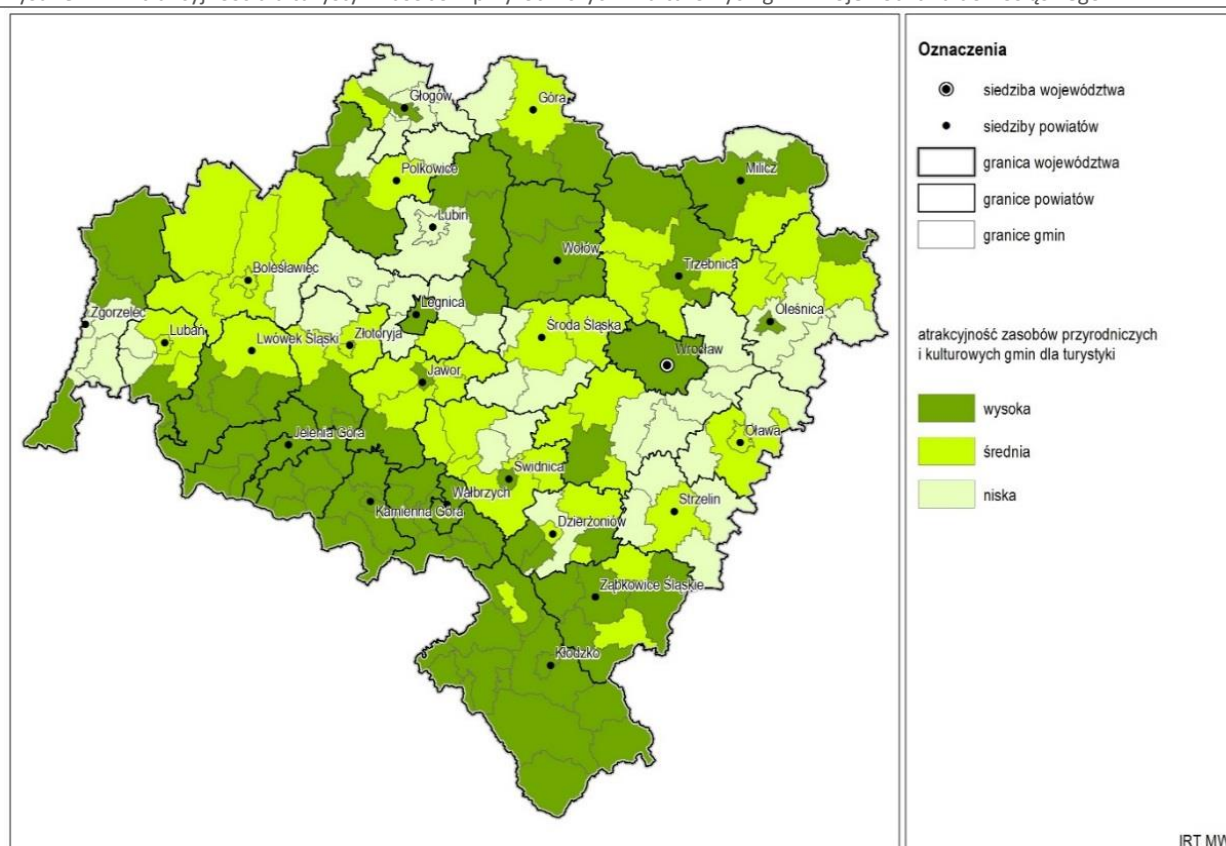 Głogów
Góra
Polkowice
Milicz
Lubin
Wołów
Trzebnica
Bolesławiec
Oleśnica
Zgorzelec
Legnica
Lubań
Lwówek Śląski
Złotoryja
Środa Śląska
Wrocław
Jawor
Jelenia Góra
Oława
Świdnica
Wałbrzych
Kamienna Góra
Strzelin
Dzierżoniów
Ząbkowice Śląskie
Kłodzko
Oznaczenia
siedziba województwa
siedziby powiatów
granica województwa
granice powiatów
granice gmin
atrakcyjność zasobów przyrodniczych
i kulturowych gmin dla turystyki
wysoka
średnia
niska
IRT MW